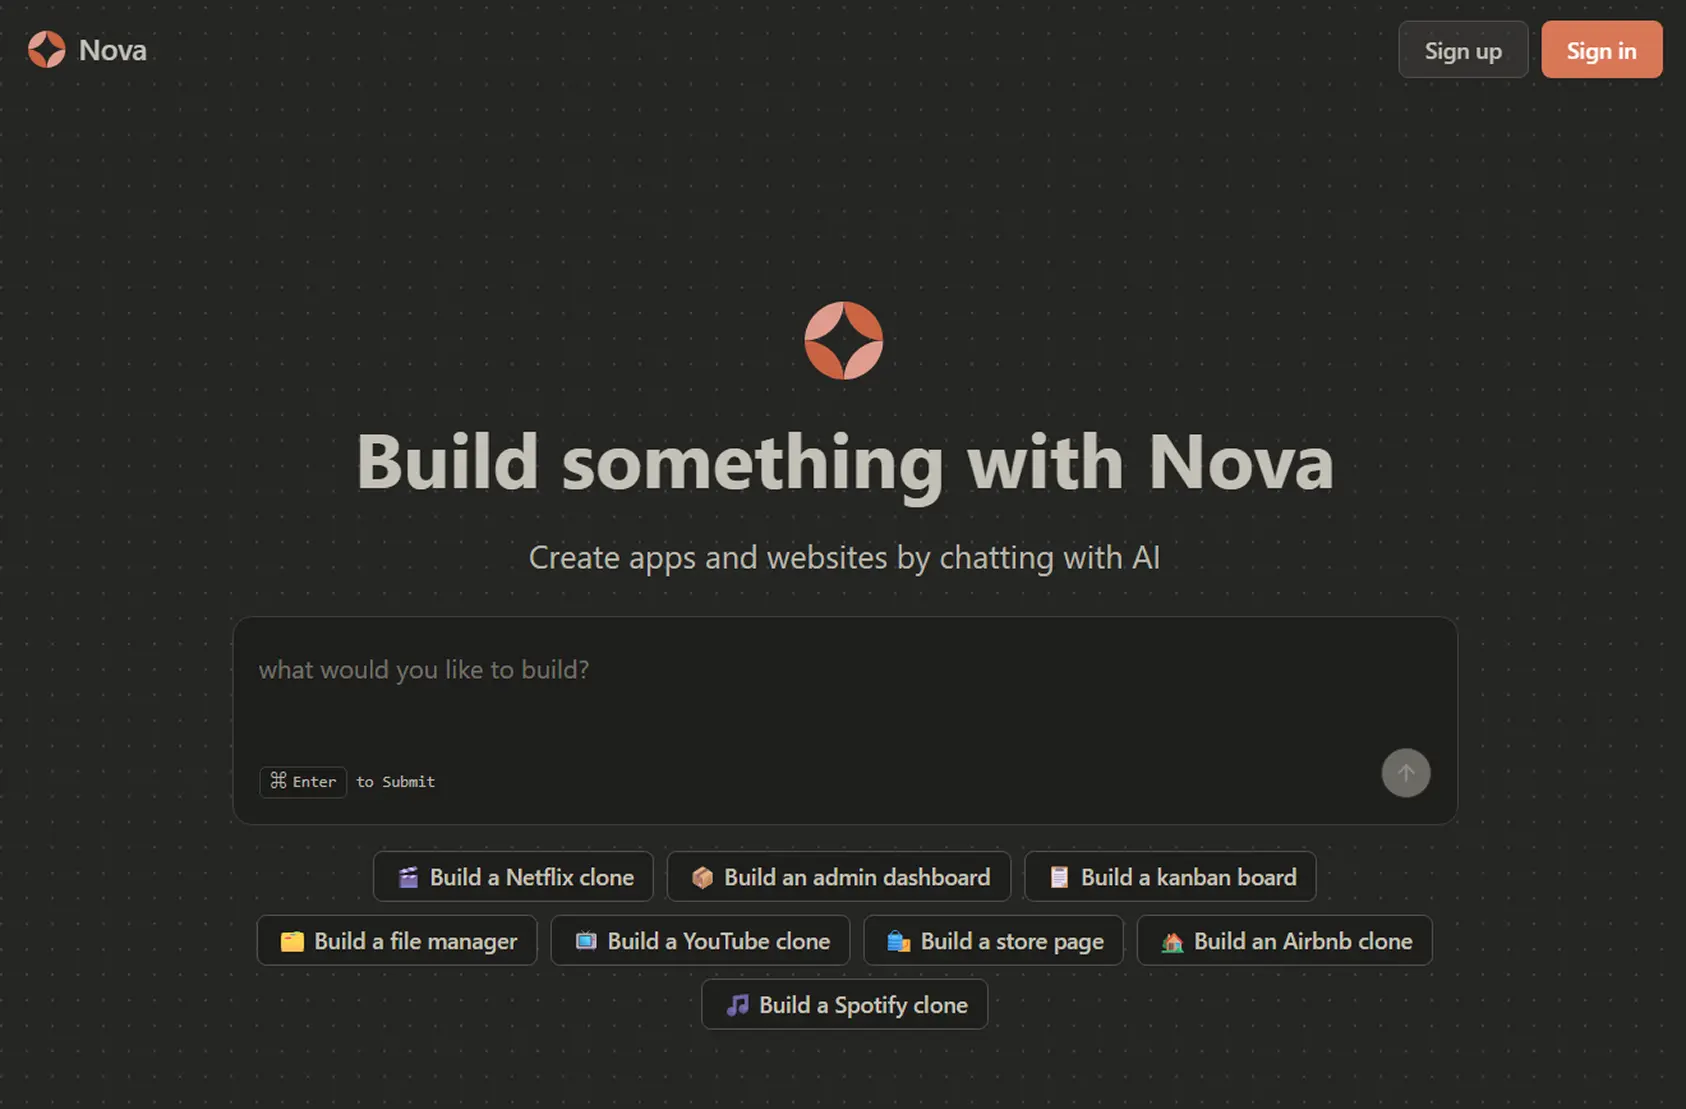 Nova
Sign up
Sign in
Build something with Nova
Create apps and websites by chatting with AI
what would you like to build?
⌘ Enter to Submit
Build a Netflix clone
Build an admin dashboard
Build a kanban board
Build a file manager
Build a YouTube clone
Build a store page
Build an Airbnb clone
Build a Spotify clone